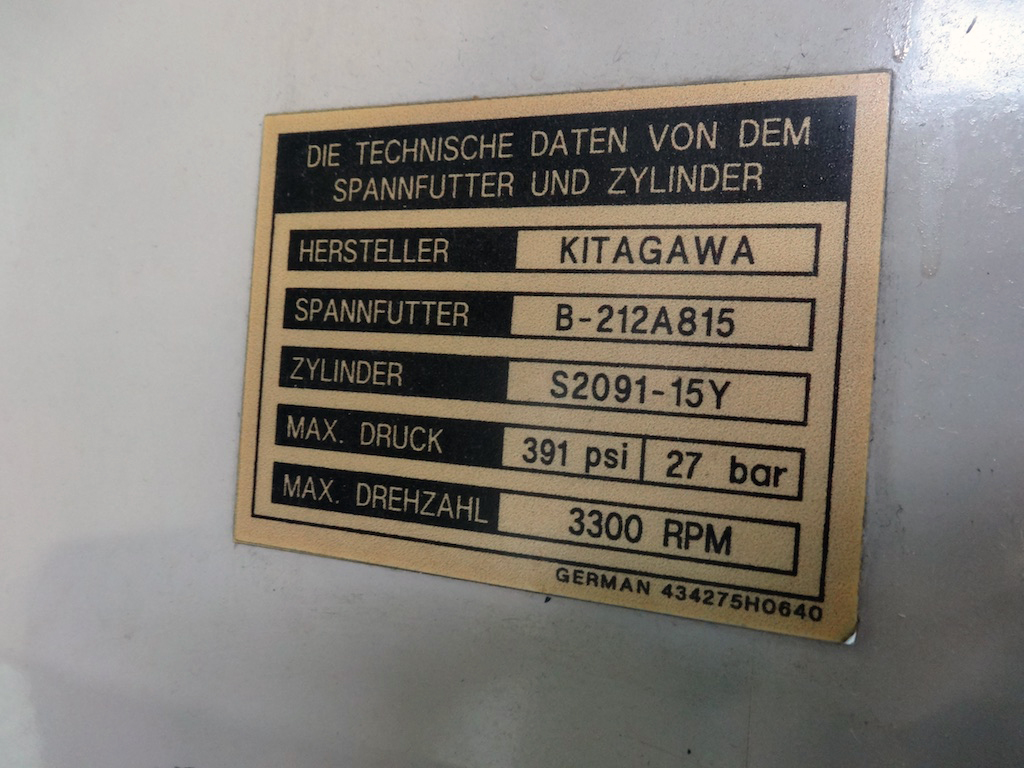 DIE TECHNISCHE DATEN VON DEM
SPANNFUTTER UND ZYLINDER
HERSTELLER KITAGAWA
SPANNFUTTER B-212A815
ZYLINDER S2091-15Y
MAX. DRUCK 391 psi 27 bar
MAX. DREHZAHL 3300 RPM
GERMAN 434275H0640